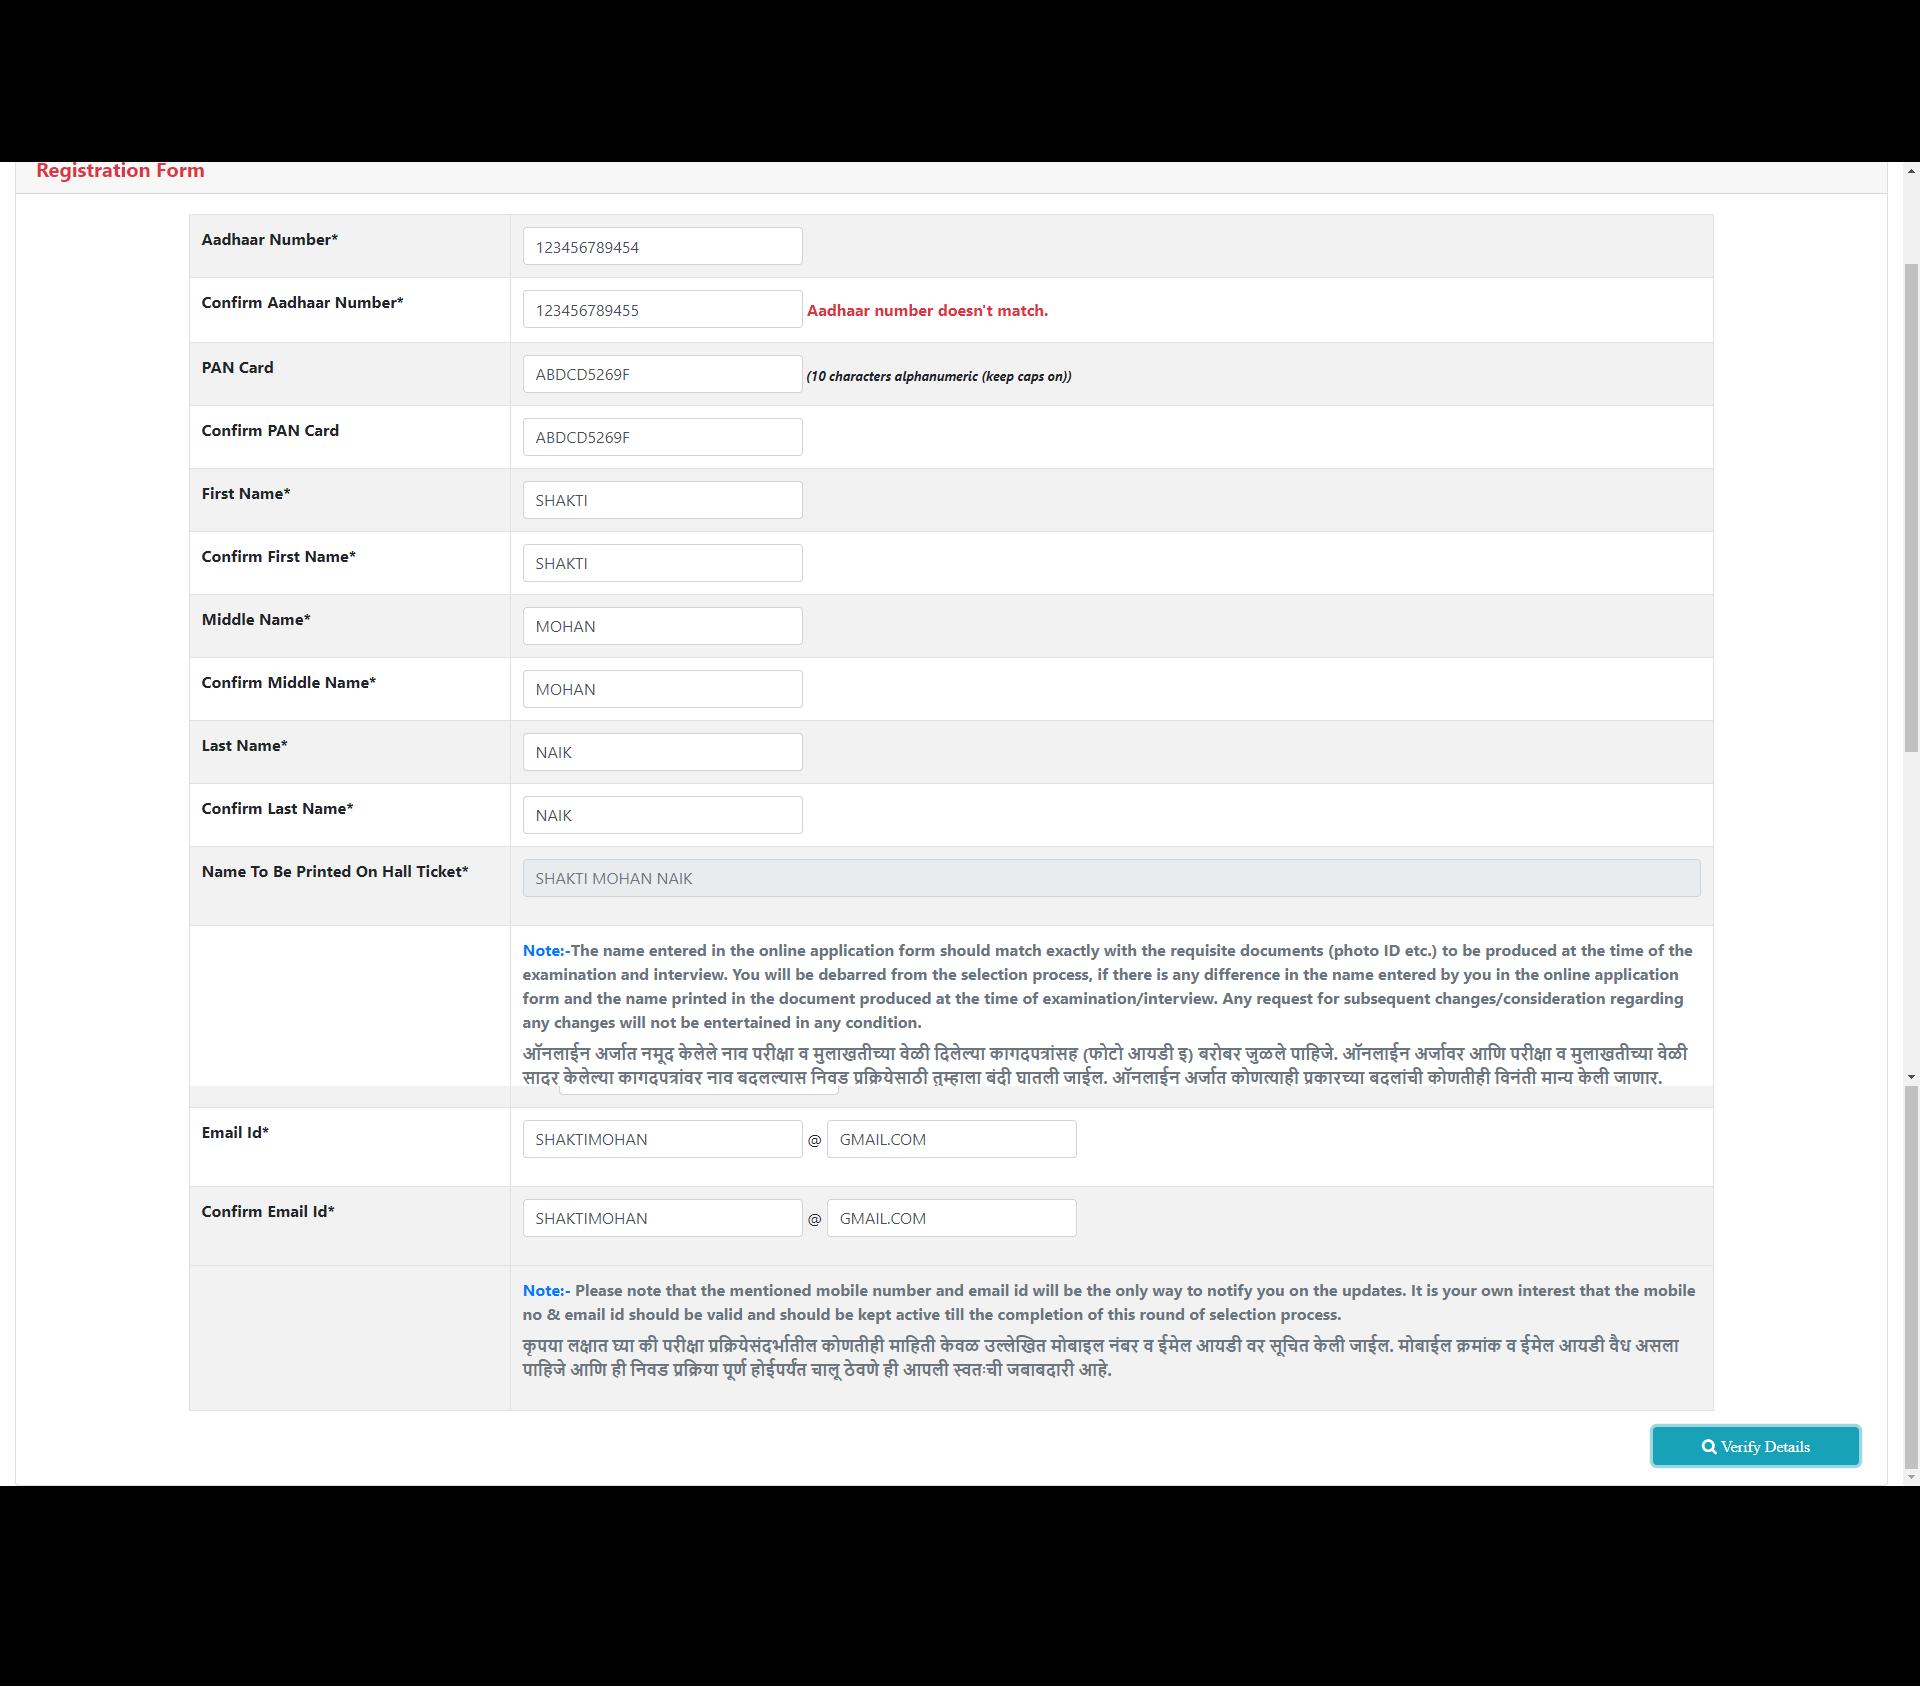 Registration Form
Aadhaar Number*
123456789454
Confirm Aadhaar Number*
123456789455 Aadhaar number doesn't match.
PAN Card
ABDCD5269F (10 characters alphanumeric (keep caps on))
Confirm PAN Card
ABDCD5269F
First Name*
SHAKTI
Confirm First Name*
SHAKTI
Middle Name*
MOHAN
Confirm Middle Name*
MOHAN
Last Name*
NAIK
Confirm Last Name*
NAIK
Name To Be Printed On Hall Ticket*
SHAKTI MOHAN NAIK
Note:-The name entered in the online application form should match exactly with the requisite documents (photo ID etc.) to be produced at the time of the
examination and interview. You will be debarred from the selection process, if there is any difference in the name entered by you in the online application
form and the name printed in the document produced at the time of examination/interview. Any request for subsequent changes/consideration regarding
any changes will not be entertained in any condition.
ऑनलाईन अर्जात नमूद केलेले नाव परीक्षा व मुलाखतीच्या वेळी दिलेल्या कागदपत्रांसह (फोटो आयडी इ) बरोबर जुळले पाहिजे. ऑनलाईन अर्जावर आणि परीक्षा व मुलाखतीच्या वेळी
सादर केलेल्या कागदपत्रांवर नाव बदलल्यास निवड प्रक्रियेसाठी तुम्हाला बंदी घातली जाईल. ऑनलाईन अर्जात कोणत्याही प्रकारच्या बदलांची कोणतीही विनंती मान्य केली जाणार.
Email Id*
SHAKTIMOHAN @ GMAIL.COM
Confirm Email Id*
SHAKTIMOHAN @ GMAIL.COM
Note:- Please note that the mentioned mobile number and email id will be the only way to notify you on the updates. It is your own interest that the mobile
no & email id should be valid and should be kept active till the completion of this round of selection process.
कृपया लक्षात घ्या की परीक्षा प्रक्रियेसंदर्भातील कोणतीही माहिती केवळ उल्लेखित मोबाइल नंबर व ईमेल आयडी वर सूचित केली जाईल. मोबाईल क्रमांक व ईमेल आयडी वैध असला
पाहिजे आणि ही निवड प्रक्रिया पूर्ण होईपर्यंत चालू ठेवणे ही आपली स्वतःची जबाबदारी आहे.
Verify Details